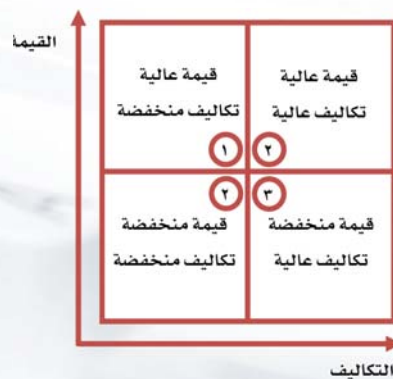 القيمة
قيمة عالية
تكاليف منخفضة
١
قيمة عالية
تكاليف عالية
٢
٢
قيمة منخفضة
تكاليف منخفضة
٣
قيمة منخفضة
تكاليف عالية
التكاليف